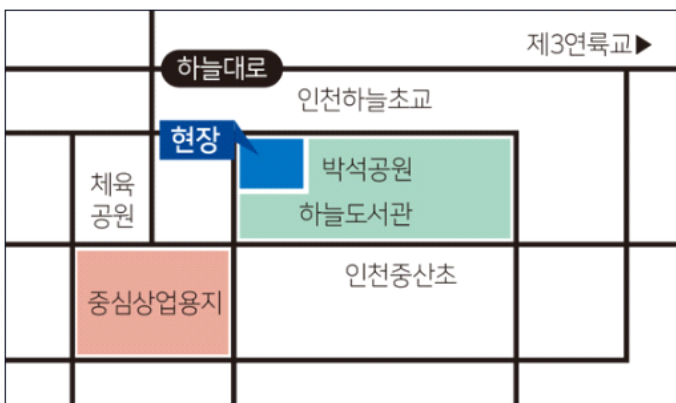 제3연륙교▶
하늘대로
인천하늘초교
현장
박석공원
체육
공원
하늘도서관
인천중산초
중심상업용지